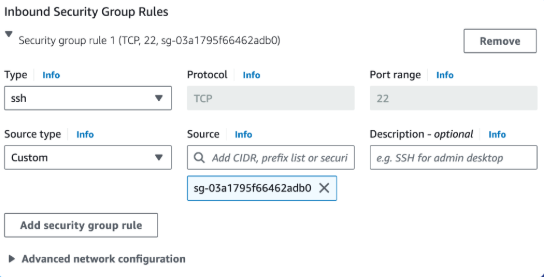 Inbound Security Group Rules
Security group rule 1 (TCP, 22, sg-03a1795f66462adb0)
Remove
Type Info Protocol Info Port range Info
ssh TCP 22
Source type Info Source Info Description - optional Info
Custom Add CIDR, prefix list or securi e.g. SSH for admin desktop
sg-03a1795f66462adb0
Add security group rule
Advanced network configuration